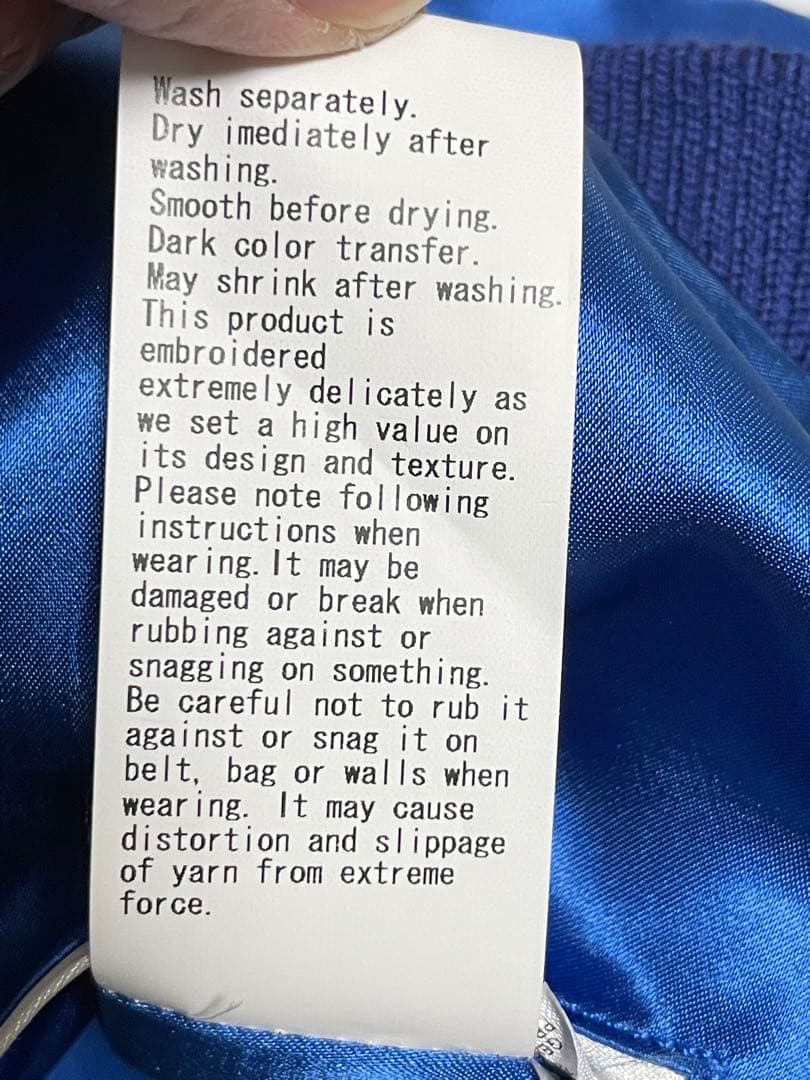 Wash separately.
Dry imediately after
washing.
Smooth before drying.
Dark color transfer.
May shrink after washing.
This product is
embroidered
extremely delicately as
we set a high value on
its design and texture.
Please note following
instructions when
wearing. It may be
damaged or break when
rubbing against or
snagging on something.
Be careful not to rub it
against or snag it on
belt, bag or walls when
wearing. It may cause
distortion and slippage
of yarn from extreme
force.